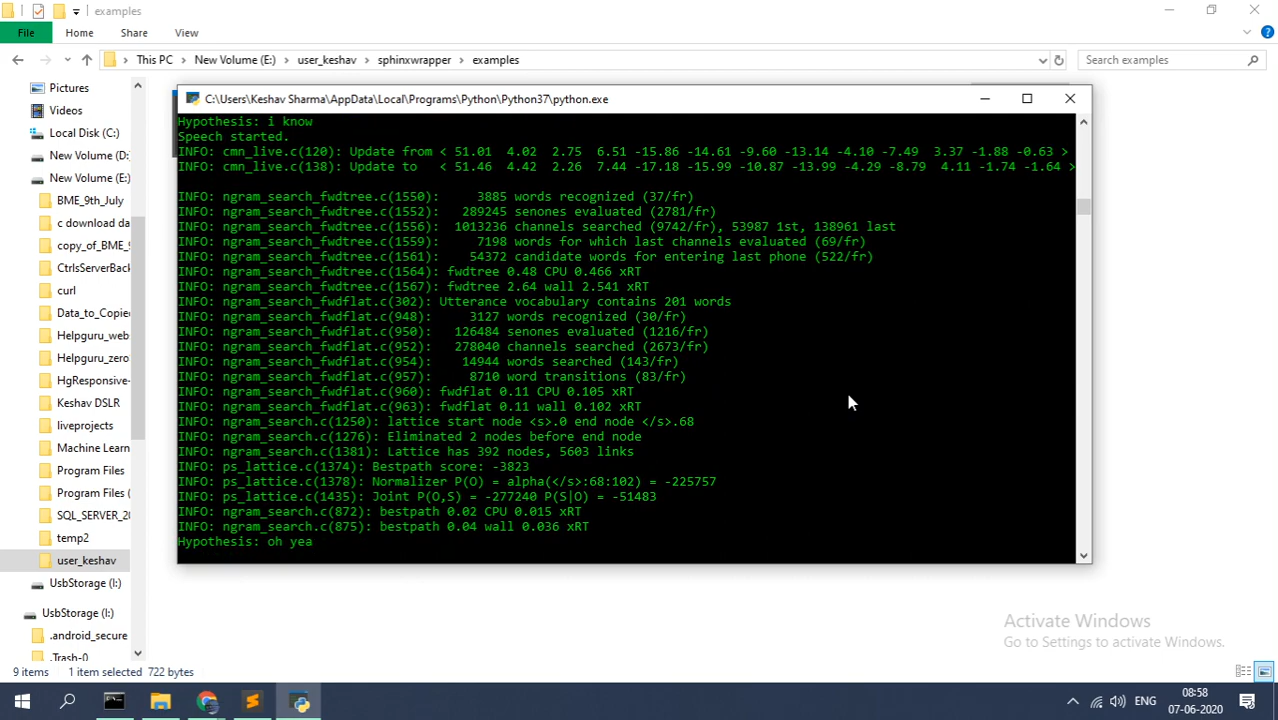 examples
File
Home
Share
View
This PC
New Volume (E:)
user_keshav
sphinxwrapper
examples
Search examples
Pictures
Videos
Local Disk (C:)
New Volume (D:
New Volume (E:)
BME_9th_July
c download da
copy_of_BME_9
CtrlsServerBack
curl
Data_to_Copied
Helpguru_web
Helpguru_zero
HgResponsive-
Keshav DSLR
liveprojects
Machine Learn
Program Files
Program Files (
SQL_SERVER_20
temp2
user_keshav
UsbStorage (I:)
UsbStorage (I:)
.android_secure
.Trash-0
C:\Users\Keshav Sharma\AppData\Local\Programs\Python\Python37\python.exe
Hypothesis: i know
Speech started.
INFO: cmn_live.c(120): Update from < 51.01  4.02  2.75  6.51 -15.86 -14.61 -9.60 -13.14 -4.10 -7.49  3.37 -1.88 -0.63 >
INFO: cmn_live.c(138): Update to   < 51.46  4.42  2.26  7.44 -17.18 -15.99 -10.87 -13.99 -4.29 -8.79  4.11 -1.74 -1.64 >
INFO: ngram_search_fwdtree.c(1550):     3885 words recognized (37/fr)
INFO: ngram_search_fwdtree.c(1552):   289245 senones evaluated (2781/fr)
INFO: ngram_search_fwdtree.c(1556):  1013236 channels searched (9742/fr), 53987 1st, 138961 last
INFO: ngram_search_fwdtree.c(1559):     7198 words for which last channels evaluated (69/fr)
INFO: ngram_search_fwdtree.c(1561):    54372 candidate words for entering last phone (522/fr)
INFO: ngram_search_fwdtree.c(1564): fwdtree 0.48 CPU 0.466 xRT
INFO: ngram_search_fwdtree.c(1567): fwdtree 2.64 wall 2.541 xRT
INFO: ngram_search_fwdflat.c(302): Utterance vocabulary contains 201 words
INFO: ngram_search_fwdflat.c(948):     3127 words recognized (30/fr)
INFO: ngram_search_fwdflat.c(950):   126484 senones evaluated (1216/fr)
INFO: ngram_search_fwdflat.c(952):   278040 channels searched (2673/fr)
INFO: ngram_search_fwdflat.c(954):    14944 words searched (143/fr)
INFO: ngram_search_fwdflat.c(957):     8710 word transitions (83/fr)
INFO: ngram_search_fwdflat.c(960): fwdflat 0.11 CPU 0.105 xRT
INFO: ngram_search_fwdflat.c(963): fwdflat 0.11 wall 0.102 xRT
INFO: ngram_search.c(1250): lattice start node <s>.0 end node </s>.68
INFO: ngram_search.c(1276): Eliminated 2 nodes before end node
INFO: ngram_search.c(1381): Lattice has 392 nodes, 5603 links
INFO: ps_lattice.c(1374): Bestpath score: -3823
INFO: ps_lattice.c(1378): Normalizer P(O) = alpha(</s>:68:102) = -225757
INFO: ps_lattice.c(1435): Joint P(O,S) = -277240 P(S|O) = -51483
INFO: ngram_search.c(872): bestpath 0.02 CPU 0.015 xRT
INFO: ngram_search.c(875): bestpath 0.04 wall 0.036 xRT
Hypothesis: oh yea
Activate Windows
Go to Settings to activate Windows.
9 items
1 item selected 722 bytes
ENG
08:58
07-06-2020